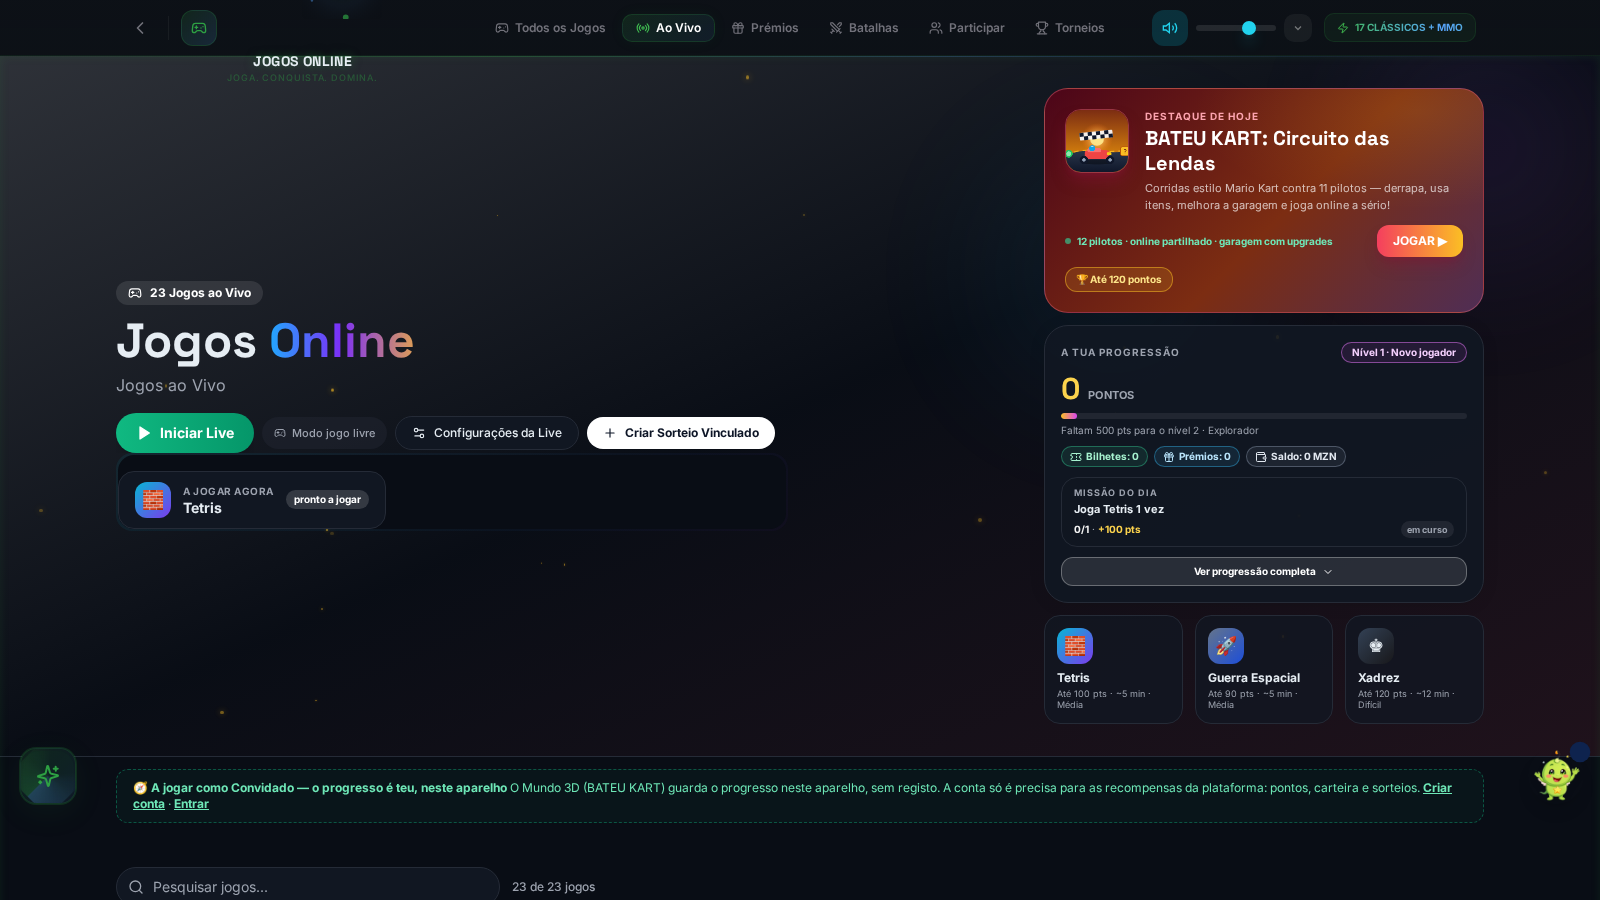 Todos os Jogos
Ao Vivo
Prémios
Batalhas
Participar
Torneios
17 CLÁSSICOS + MMO
JOGOS ONLINE
JOGA. CONQUISTA. DOMINA.
23 Jogos ao Vivo
Jogos Online
Jogos ao Vivo
Iniciar Live
Modo jogo livre
Configurações da Live
Criar Sorteio Vinculado
A JOGAR AGORA
Tetris
pronto a jogar
DESTAQUE DE HOJE
BATEU KART: Circuito das
Lendas
Corridas estilo Mario Kart contra 11 pilotos — derrapa, usa
itens, melhora a garagem e joga online a sério!
12 pilotos · online partilhado · garagem com upgrades
JOGAR ▶
🏆 Até 120 pontos
A TUA PROGRESSÃO
Nível 1 · Novo jogador
0 PONTOS
Faltam 500 pts para o nível 2 · Explorador
Bilhetes: 0
Prémios: 0
Saldo: 0 MZN
MISSÃO DO DIA
Joga Tetris 1 vez
0/1 · +100 pts
em curso
Ver progressão completa
Tetris
Até 100 pts · ~5 min ·
Média
Guerra Espacial
Até 90 pts · ~5 min ·
Média
Xadrez
Até 120 pts · ~12 min ·
Difícil
🧭 A jogar como Convidado — o progresso é teu, neste aparelho O Mundo 3D (BATEU KART) guarda o progresso neste aparelho, sem registo. A conta só é precisa para as recompensas da plataforma: pontos, carteira e sorteios. Criar
conta · Entrar
Pesquisar jogos...
23 de 23 jogos